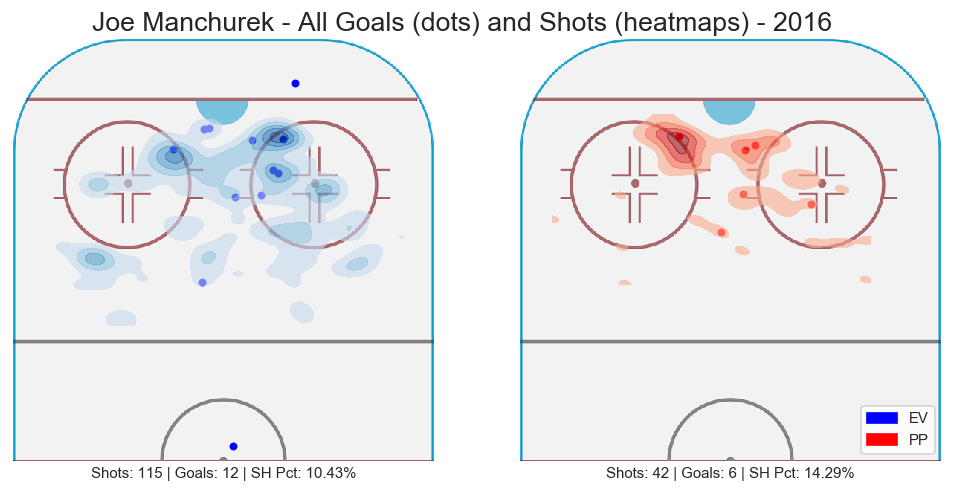 Joe Manchurek - All Goals (dots) and Shots (heatmaps) - 2016
EV
PP
Shots: 115 | Goals: 12 | SH Pct: 10.43%
Shots: 42 | Goals: 6 | SH Pct: 14.29%